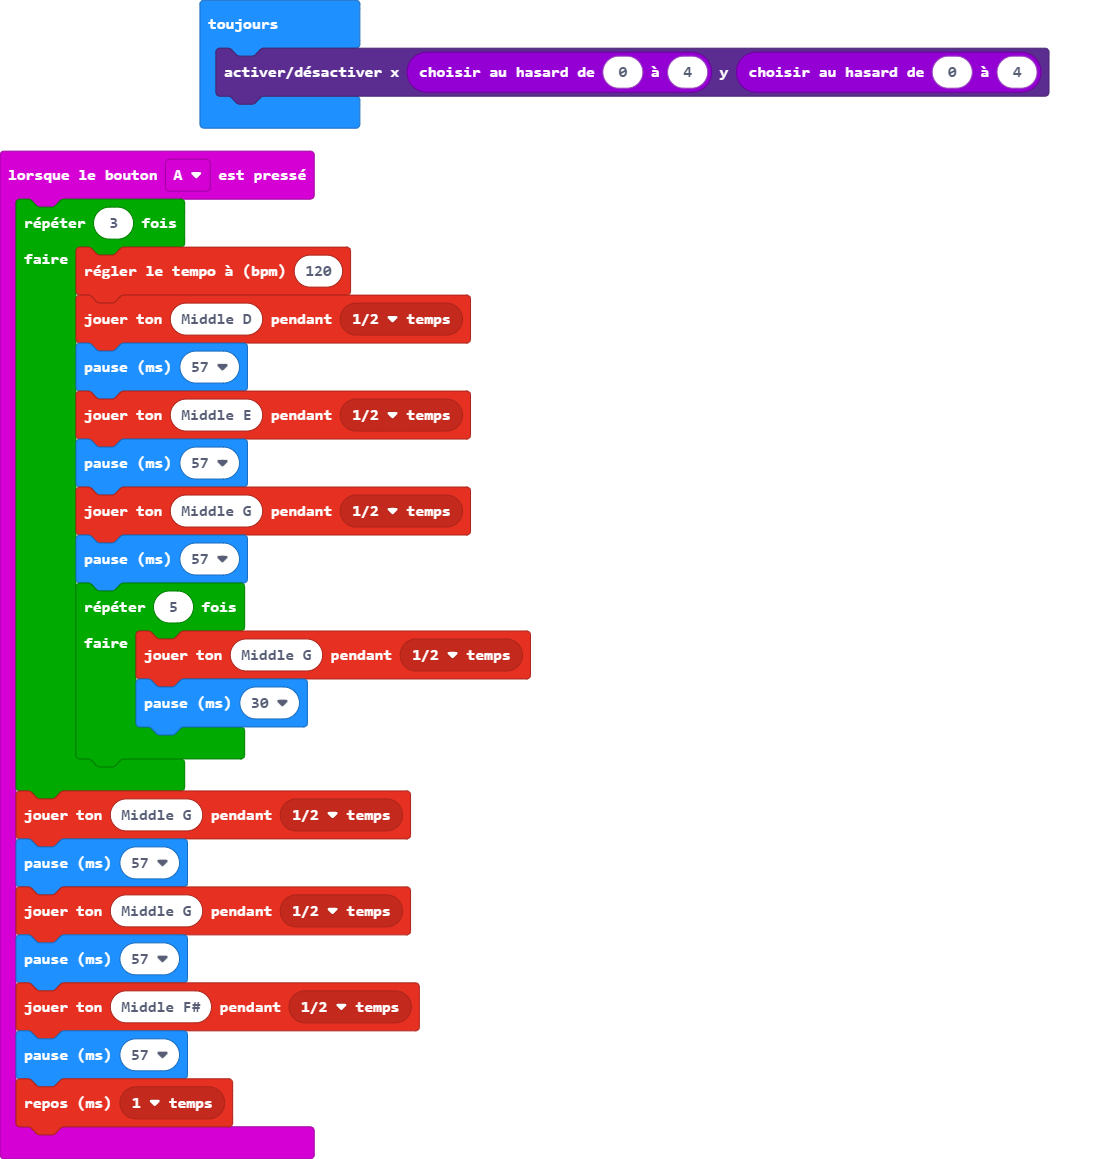 toujours
activer/désactiver x choisir au hasard de 0 à 4 y choisir au hasard de 0 à 4
lorsque le bouton A est pressé
répéter 3 fois
faire
régler le tempo à (bpm) 120
jouer ton Middle D pendant 1/2 temps
pause (ms) 57
jouer ton Middle E pendant 1/2 temps
pause (ms) 57
jouer ton Middle G pendant 1/2 temps
pause (ms) 57
répéter 5 fois
faire
jouer ton Middle G pendant 1/2 temps
pause (ms) 30
jouer ton Middle G pendant 1/2 temps
pause (ms) 57
jouer ton Middle G pendant 1/2 temps
pause (ms) 57
jouer ton Middle F# pendant 1/2 temps
pause (ms) 57
repos (ms) 1 temps